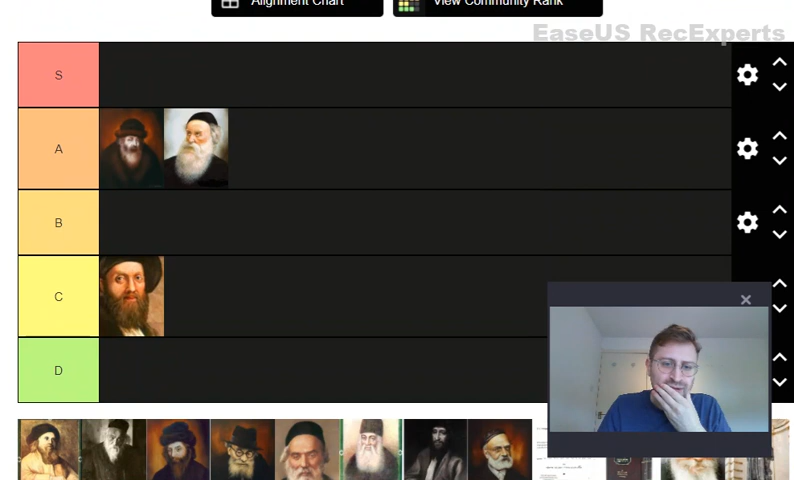 Alignment Chart
View Community Rank
EaseUS RecExperts
S
A
B
C
D